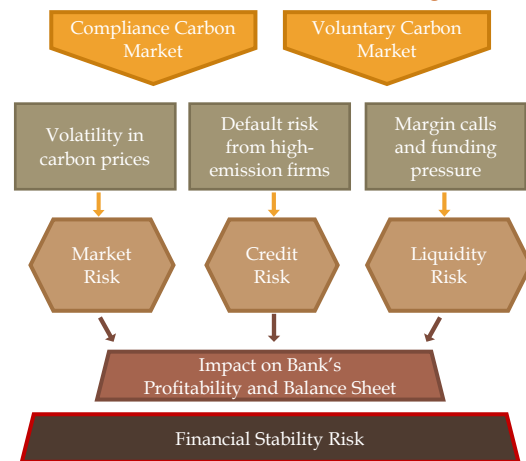 Compliance Carbon
Market
Voluntary Carbon
Market
Volatility in
carbon prices
Default risk
from high-
emission firms
Margin calls
and funding
pressure
Market
Risk
Credit
Risk
Liquidity
Risk
Impact on Bank's
Profitability and Balance Sheet
Financial Stability Risk